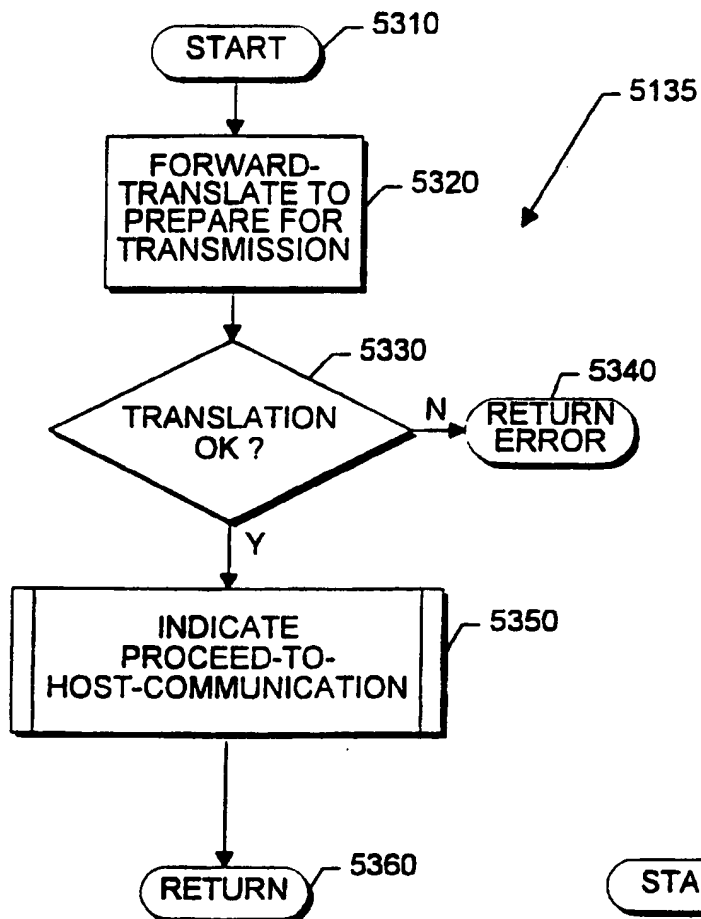 START
5310
5135
FORWARD-
TRANSLATE TO
PREPARE FOR
TRANSMISSION
5320
5330
TRANSLATION
OK ?
N
5340
RETURN
ERROR
Y
INDICATE
PROCEED-TO-
HOST-COMMUNICATION
5350
RETURN
5360
STA